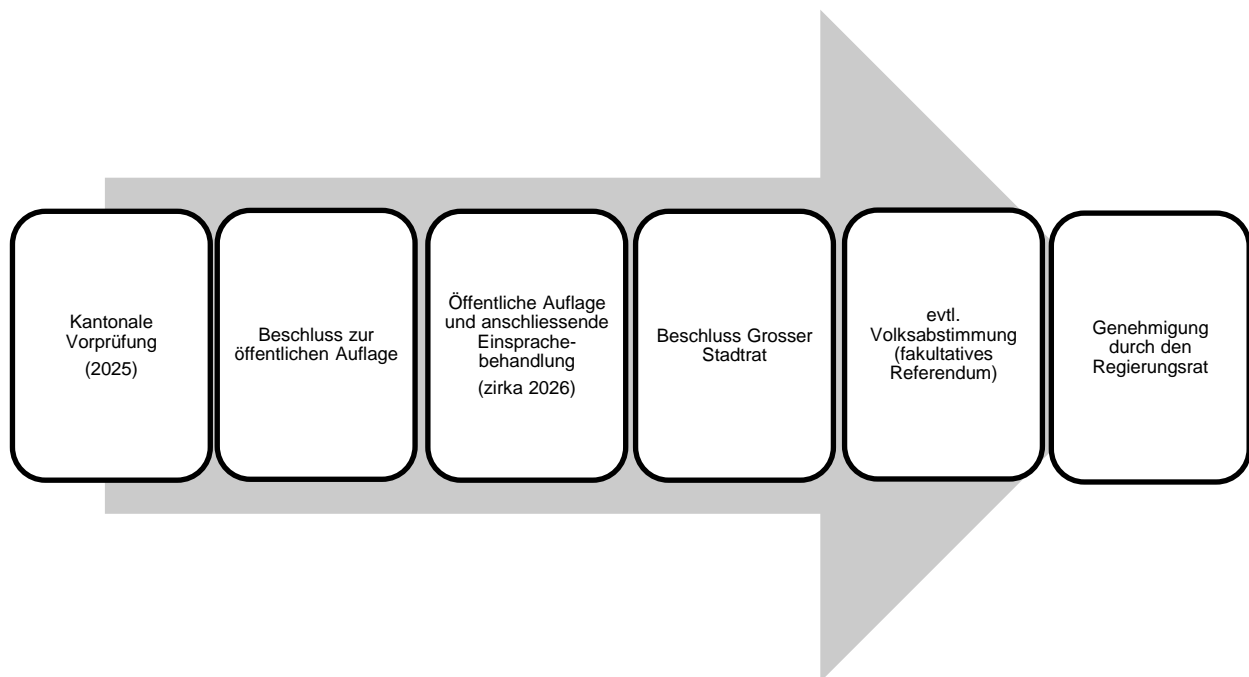 Kantonale
Vorprüfung
(2025)
Beschluss zur
öffentlichen Auflage
Öffentliche Auflage
und anschliessende
Einsprache-
behandlung
(zirka 2026)
Beschluss Grosser
Stadtrat
evtl.
Volksabstimmung
(fakultatives
Referendum)
Genehmigung
durch den
Regierungsrat